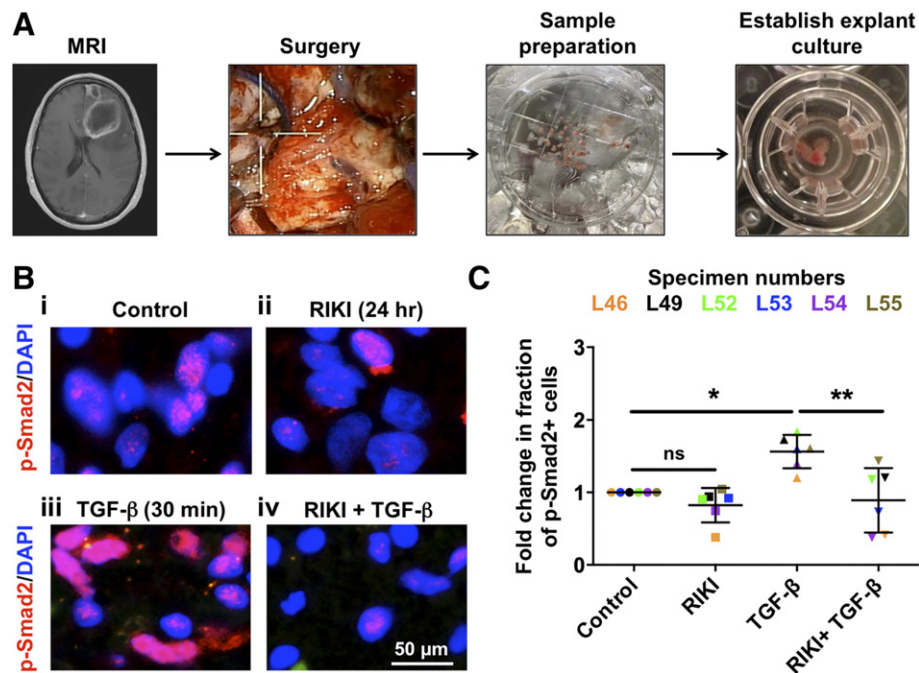 A
MRI
Surgery
Sample
preparation
Establish explant
culture
B
i
Control
ii
RIKI (24 hr)
p-Smad2/DAPI
iii
TGF-β (30 min)
iv
RIKI + TGF-β
p-Smad2/DAPI
50 µm
C
Specimen numbers
L46 L49 L52 L53 L54 L55
Fold change in fraction
of p-Smad2+ cells
3
2
1
0
*
**
ns
Control
RIKI
TGF-β
RIKI+ TGF-β